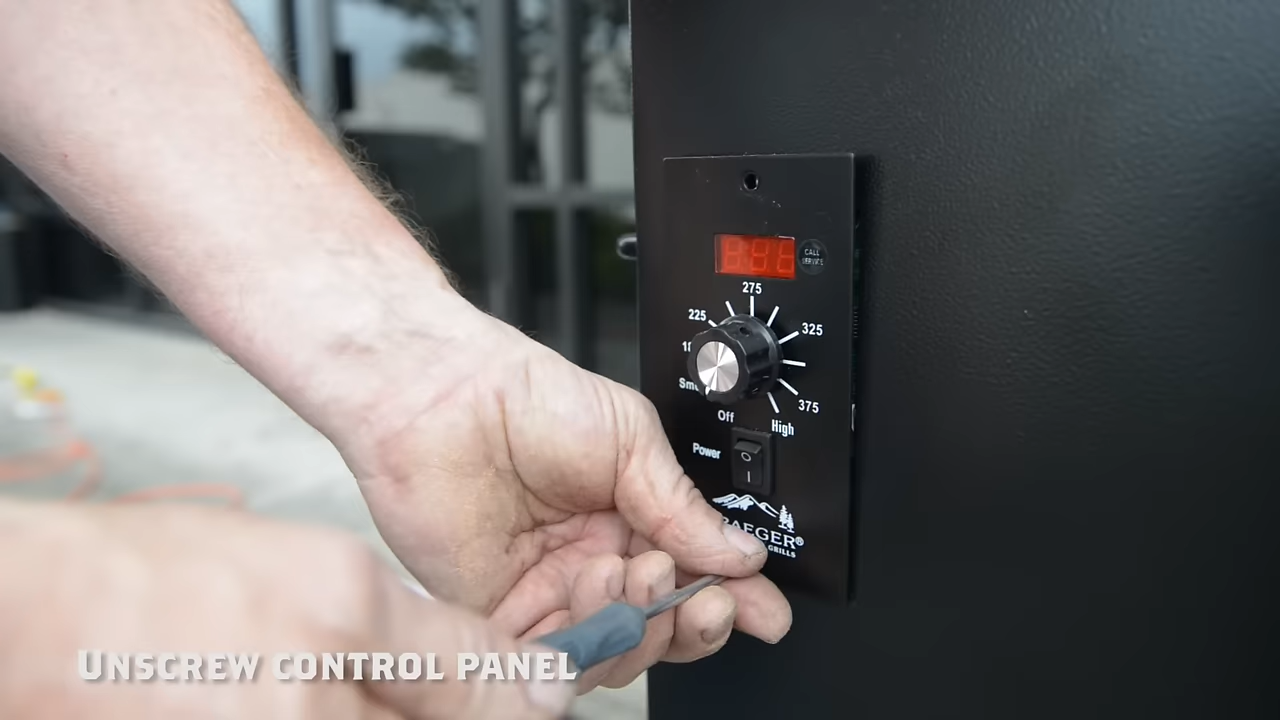 CALL
SERVICE
275
225
325
375
Off
High
Power
O
I
GRILLS
UNSCREW CONTROL PANEL